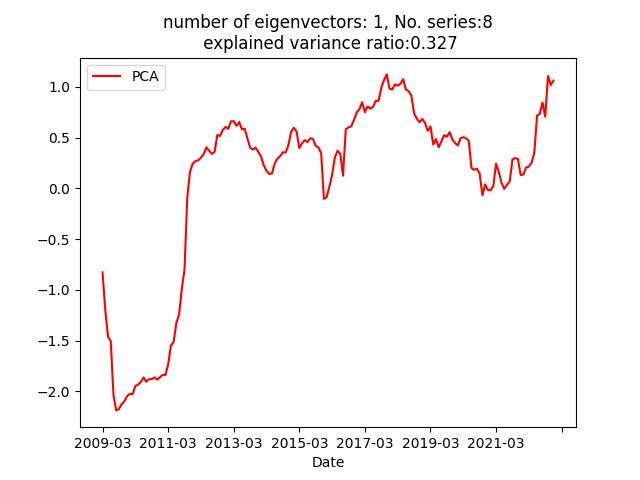 number of eigenvectors: 1, No. series:8
explained variance ratio:0.327
PCA
1.0
0.5
0.0
−0.5
−1.0
−1.5
−2.0
2009-03 2011-03 2013-03 2015-03 2017-03 2019-03 2021-03
Date